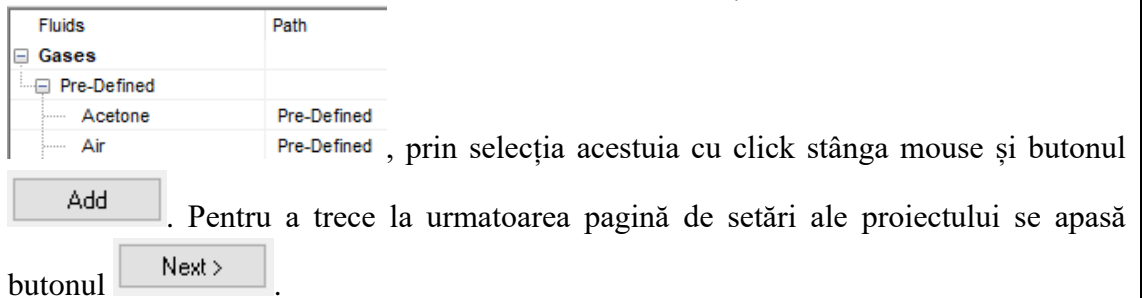 Fluids Path
Gases
Pre-Defined
Acetone Pre-Defined
Air Pre-Defined , prin selecția acestuia cu click stânga mouse și butonul
Add . Pentru a trece la urmatoarea pagină de setări ale proiectului se apasă
butonul Next > .